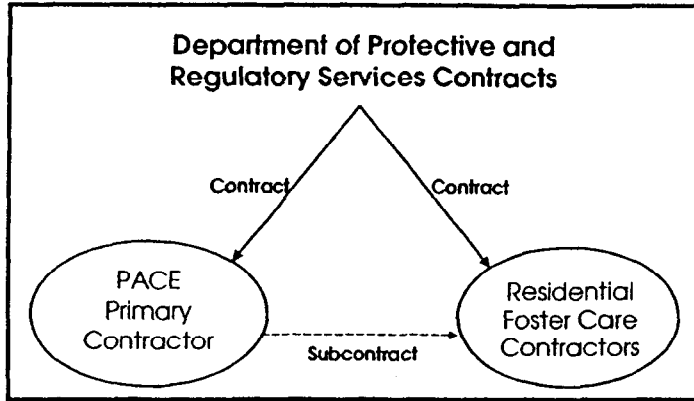 Department of Protective and
Regulatory Services Contracts
Contract
Contract
PACE
Primary
Contractor
Residential
Foster Care
Contractors
Subcontract